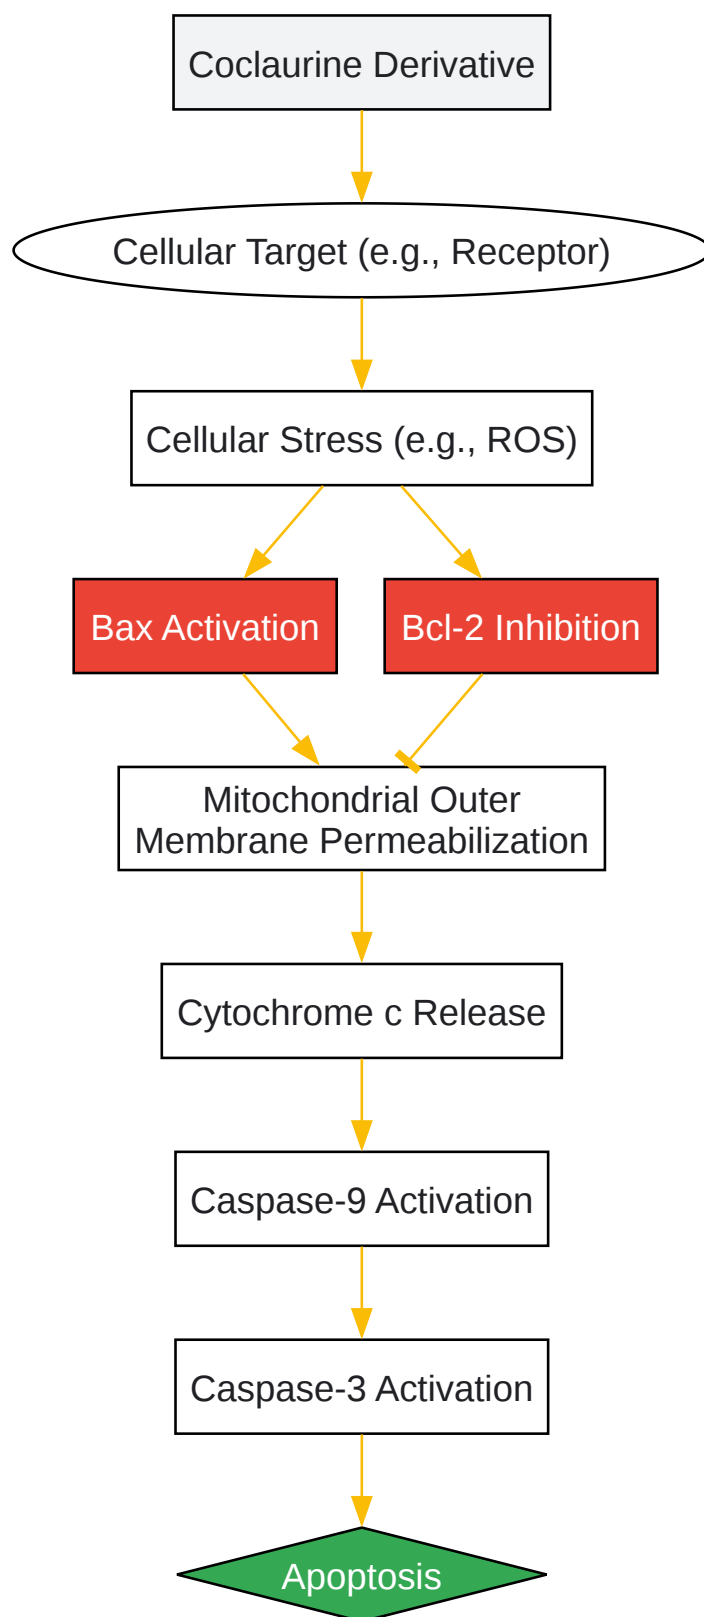 Coclaurine Derivative
Cellular Target (e.g., Receptor)
Cellular Stress (e.g., ROS)
Bax Activation
Bcl-2 Inhibition
Mitochondrial Outer
Membrane Permeabilization
Cytochrome c Release
Caspase-9 Activation
Caspase-3 Activation
Apoptosis